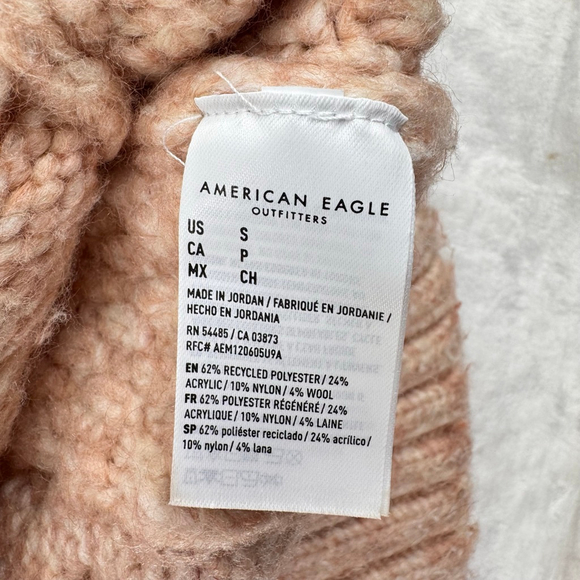 AMERICAN EAGLE
OUTFITTERS
US S
CA P
MX CH
MADE IN JORDAN / FABRIQUÉ EN JORDANIE /
HECHO EN JORDANIA
RN 54485 / CA 03873
RFC# AEM120605U9A
EN 62% RECYCLED POLYESTER / 24%
ACRYLIC / 10% NYLON / 4% WOOL
FR 62% POLYESTER RÉGÉNÉRÉ / 24%
ACRYLIQUE / 10% NYLON / 4% LAINE
SP 62% poliéster reciclado / 24% acrílico /
10% nylon / 4% lana